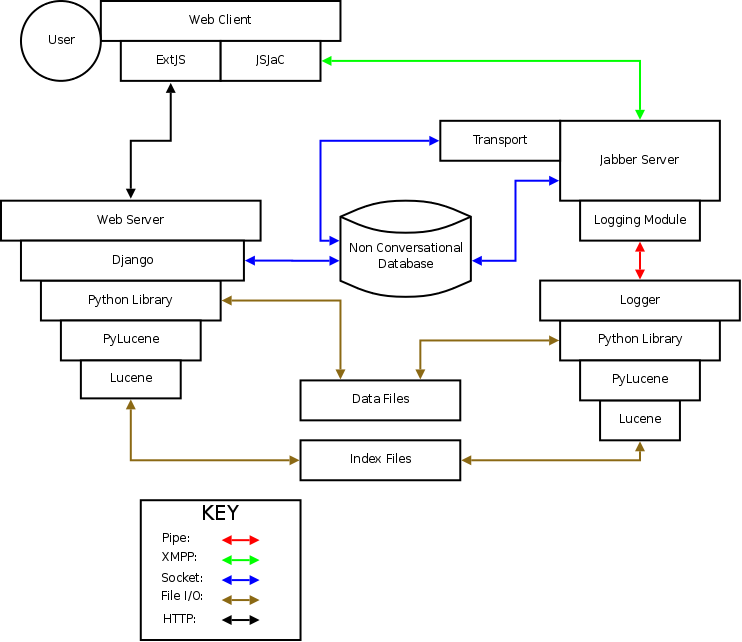 Web Client
User
ExtJS
JSJaC
Transport
Jabber Server
Web Server
Logging Module
Non Conversational
Database
Django
Python Library
Logger
PyLucene
Python Library
Lucene
PyLucene
Data Files
Lucene
Index Files
KEY
Pipe:
XMPP:
Socket:
File I/O:
HTTP: